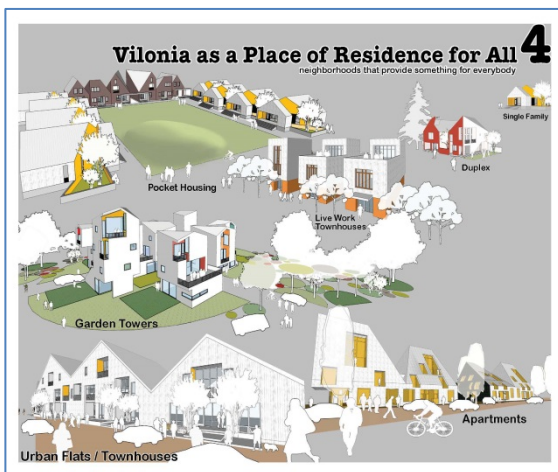 Vilonia as a Place of Residence for All 4
neighborhoods that provide something for everybody
Single Family
Duplex
Pocket Housing
Live Work
Townhouses
Garden Towers
Apartments
Urban Flats / Townhouses